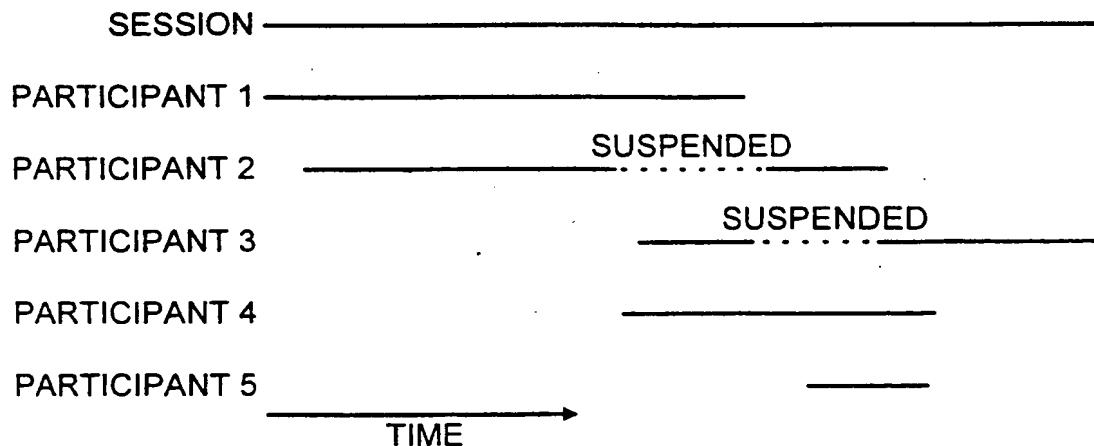 SESSION
PARTICIPANT 1
SUSPENDED
PARTICIPANT 2
SUSPENDED
PARTICIPANT 3
PARTICIPANT 4
PARTICIPANT 5
TIME